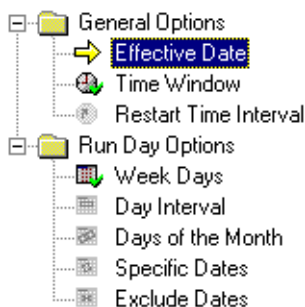 General Options
Effective Date
Time Window
Restart Time Interval
Run Day Options
Week Days
Day Interval
Days of the Month
Specific Dates
Exclude Dates